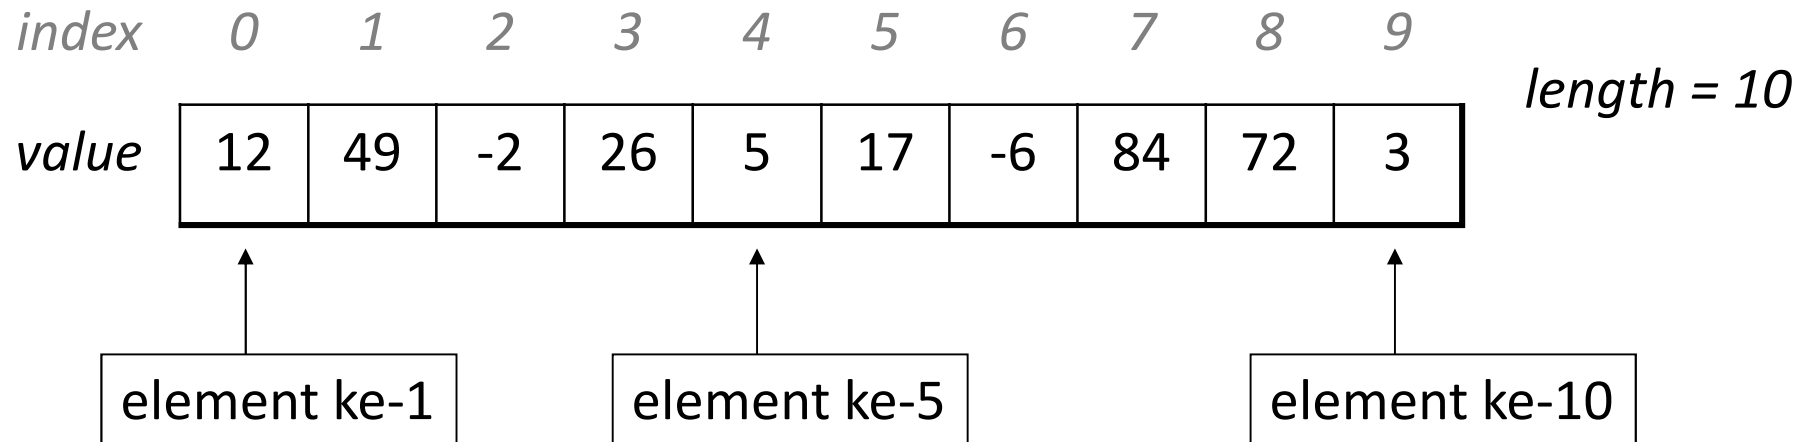 index 0 1 2 3 4 5 6 7 8 9
length = 10
value 12 49 -2 26 5 17 -6 84 72 3
element ke-1 element ke-5 element ke-10